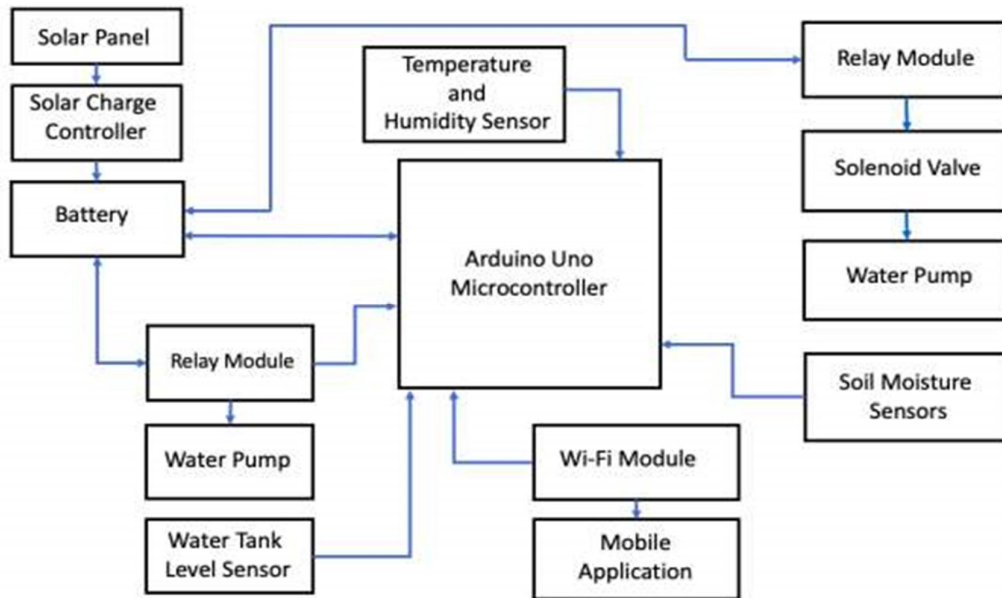 Solar Panel
Solar Charge
Controller
Battery
Temperature
and
Humidity Sensor
Relay Module
Solenoid Valve
Water Pump
Arduino Uno
Microcontroller
Relay Module
Water Pump
Water Tank
Level Sensor
Soil Moisture
Sensors
Wi-Fi Module
Mobile
Application